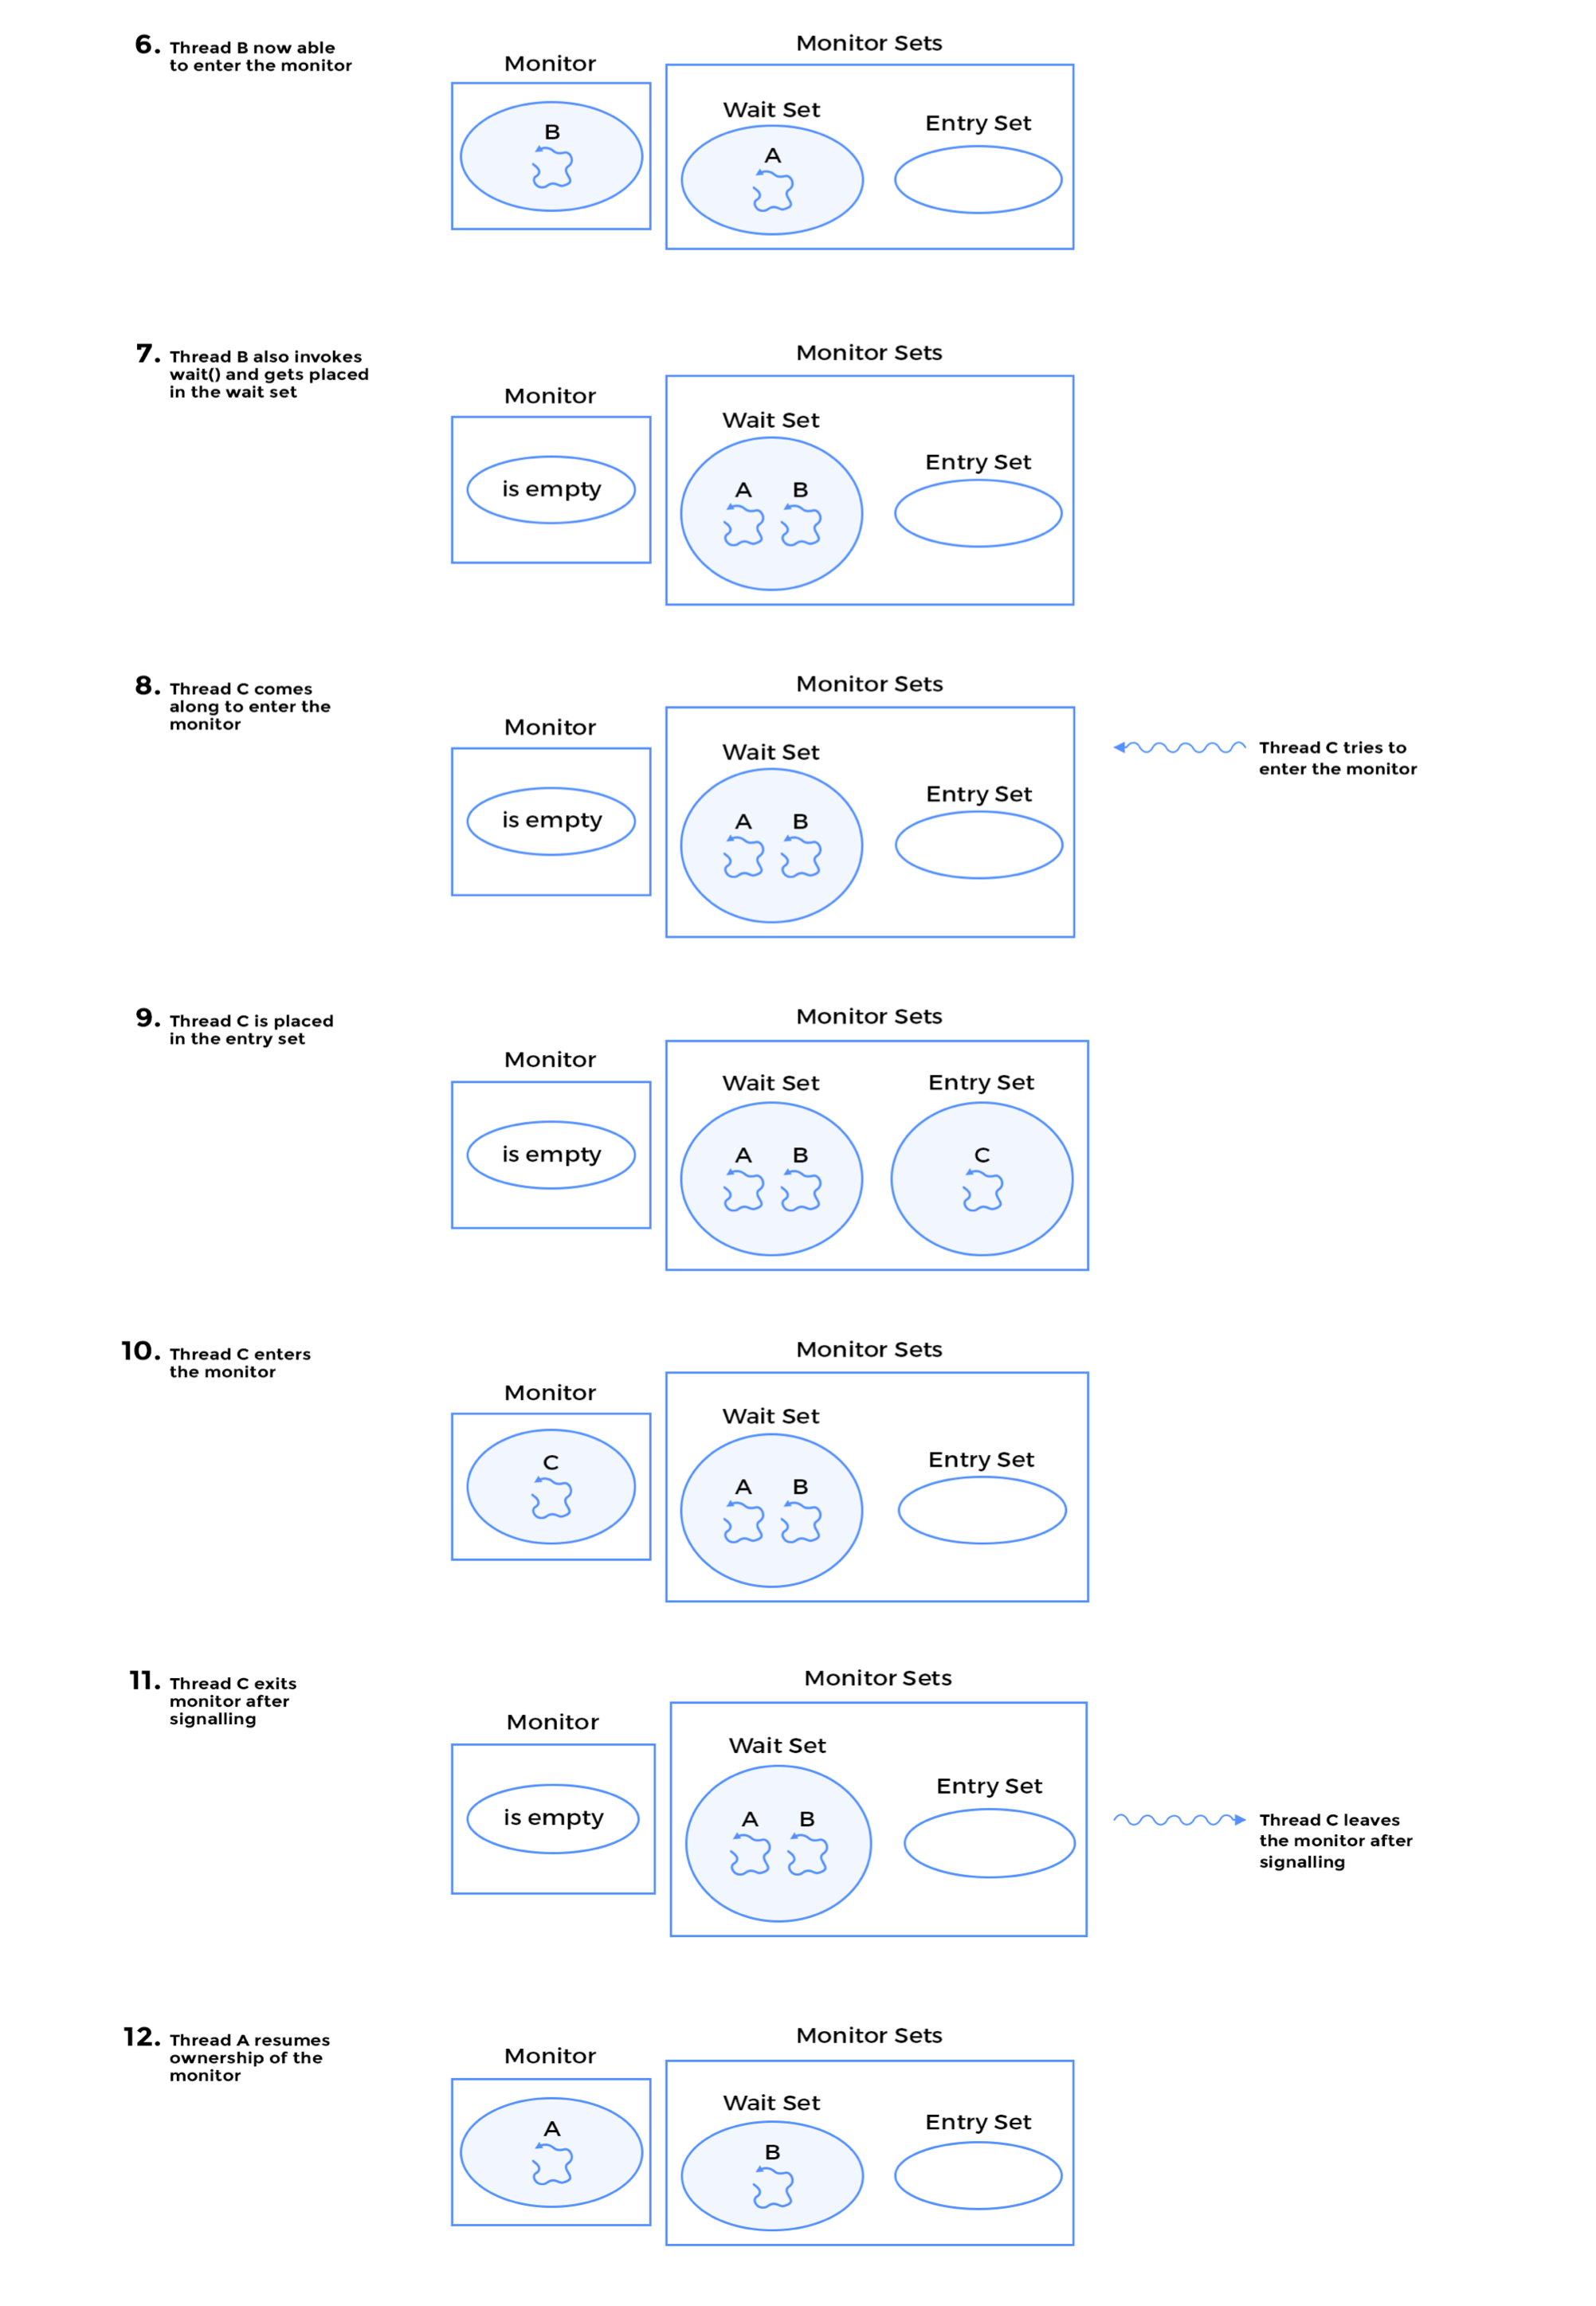 6. Thread B now able
to enter the monitor
Monitor
B
Monitor Sets
Wait Set
A
Entry Set
7. Thread B also invokes
wait() and gets placed
in the wait set
Monitor
is empty
Monitor Sets
Wait Set
A B
Entry Set
8. Thread C comes
along to enter the
monitor
Monitor
is empty
Monitor Sets
Wait Set
A B
Entry Set
Thread C tries to
enter the monitor
9. Thread C is placed
in the entry set
Monitor
is empty
Monitor Sets
Wait Set
A B
Entry Set
C
10. Thread C enters
the monitor
Monitor
C
Monitor Sets
Wait Set
A B
Entry Set
11. Thread C exits
monitor after
signalling
Monitor
is empty
Monitor Sets
Wait Set
A B
Entry Set
Thread C leaves
the monitor after
signalling
12. Thread A resumes
ownership of the
monitor
Monitor
A
Monitor Sets
Wait Set
B
Entry Set